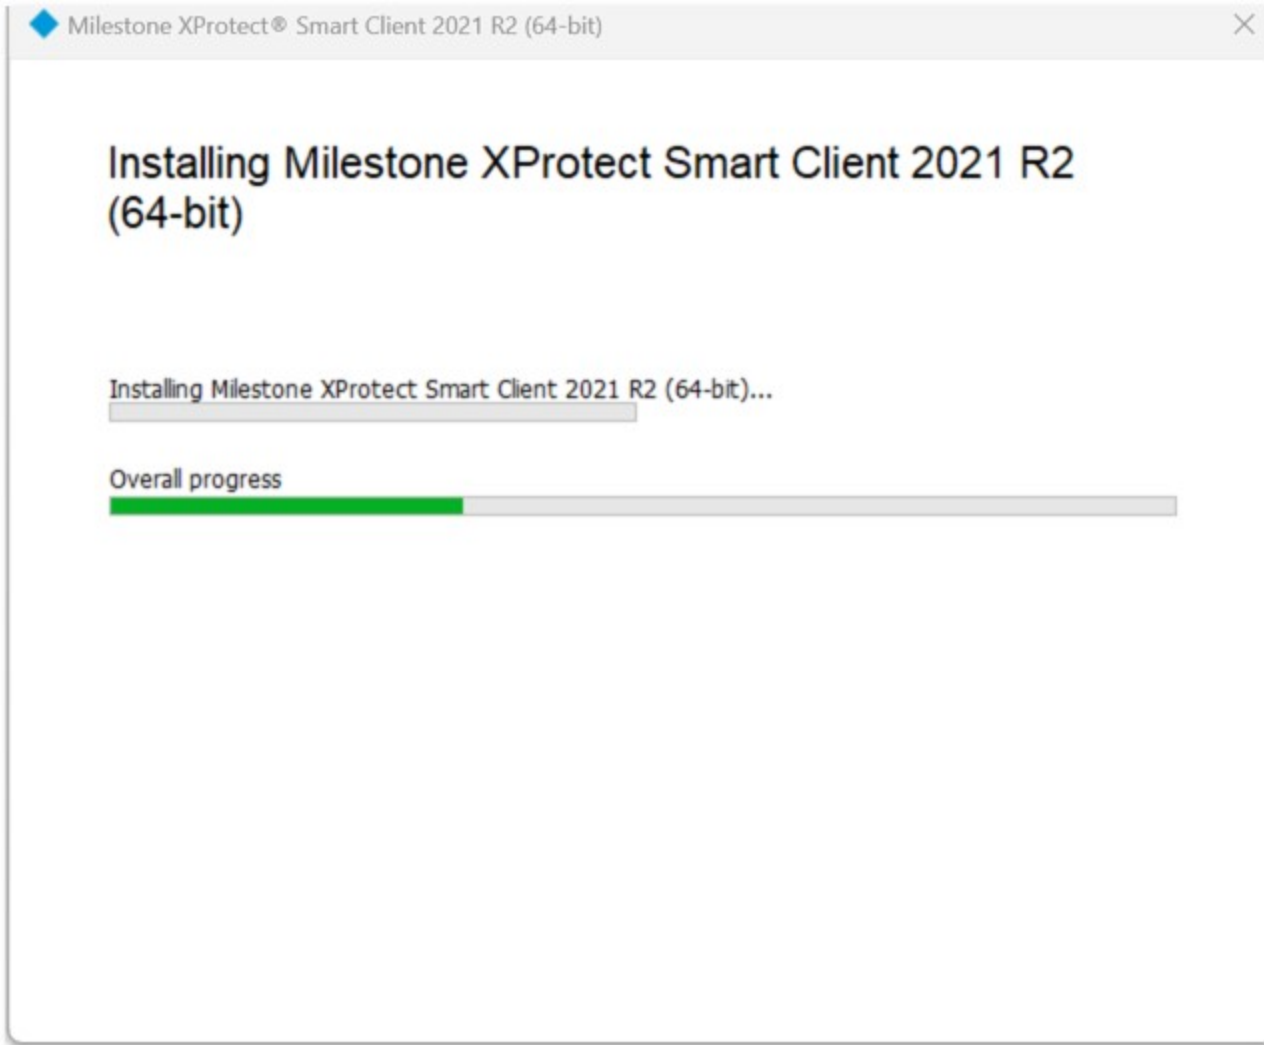 Milestone XProtect® Smart Client 2021 R2 (64-bit)
Installing Milestone XProtect Smart Client 2021 R2
(64-bit)
Installing Milestone XProtect Smart Client 2021 R2 (64-bit)...
Overall progress